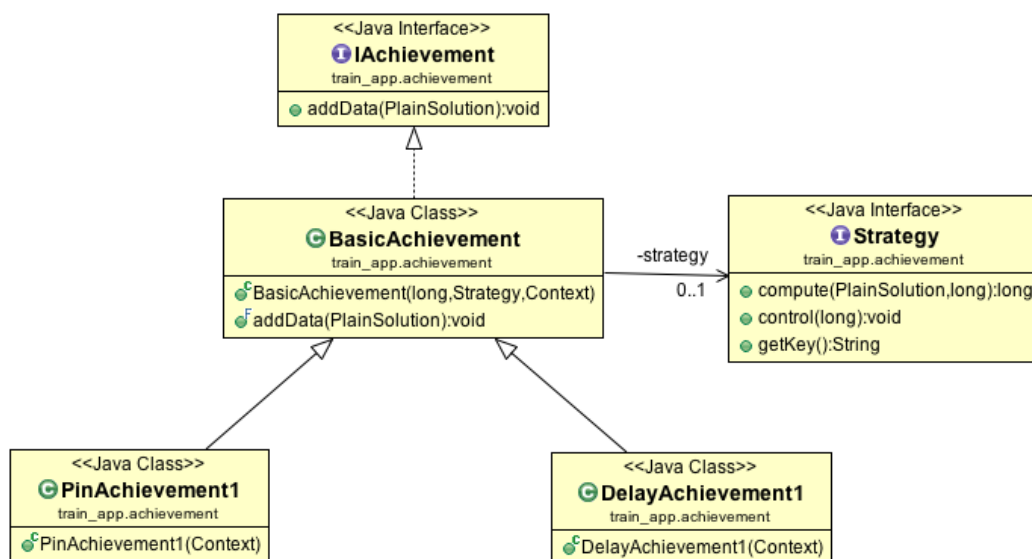 <<Java Interface>>
IAchievement
train_app.achievement
addData(PlainSolution):void
<<Java Class>>
BasicAchievement
train_app.achievement
BasicAchievement(long,Strategy,Context)
addData(PlainSolution):void
-strategy
0..1
<<Java Interface>>
Strategy
train_app.achievement
compute(PlainSolution,long):long
control(long):void
getKey():String
<<Java Class>>
PinAchievement1
train_app.achievement
PinAchievement1(Context)
<<Java Class>>
DelayAchievement1
train_app.achievement
DelayAchievement1(Context)